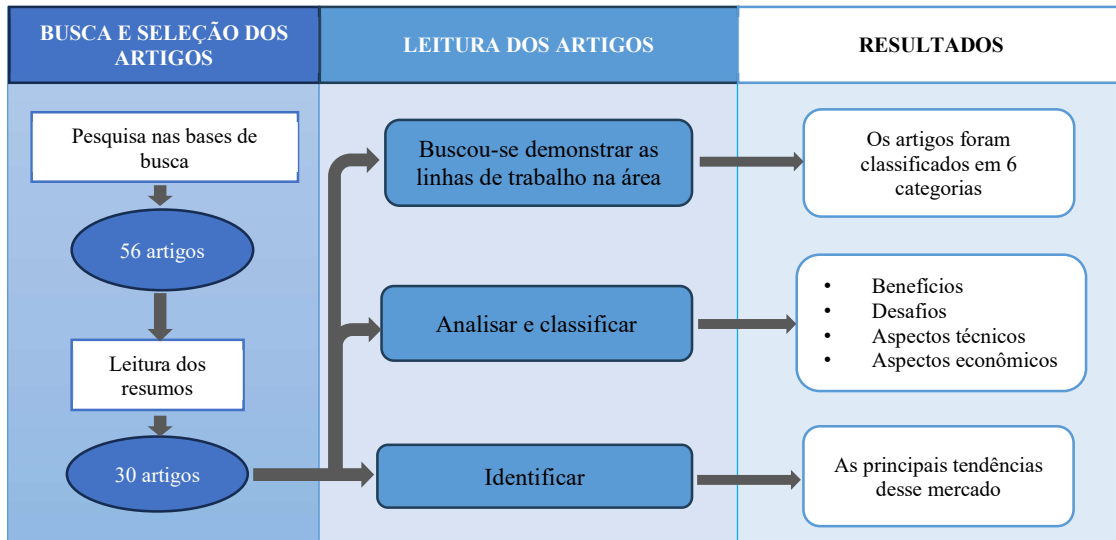 BUSCA E SELEÇÃO DOS
ARTIGOS
LEITURA DOS ARTIGOS
RESULTADOS
Pesquisa nas bases de
busca
56 artigos
Leitura dos
resumos
30 artigos
Buscou-se demonstrar as
linhas de trabalho na área
Analisar e classificar
Identificar
Os artigos foram
classificados em 6
categorias
• Benefícios
• Desafios
• Aspectos técnicos
• Aspectos econômicos
As principais tendências
desse mercado